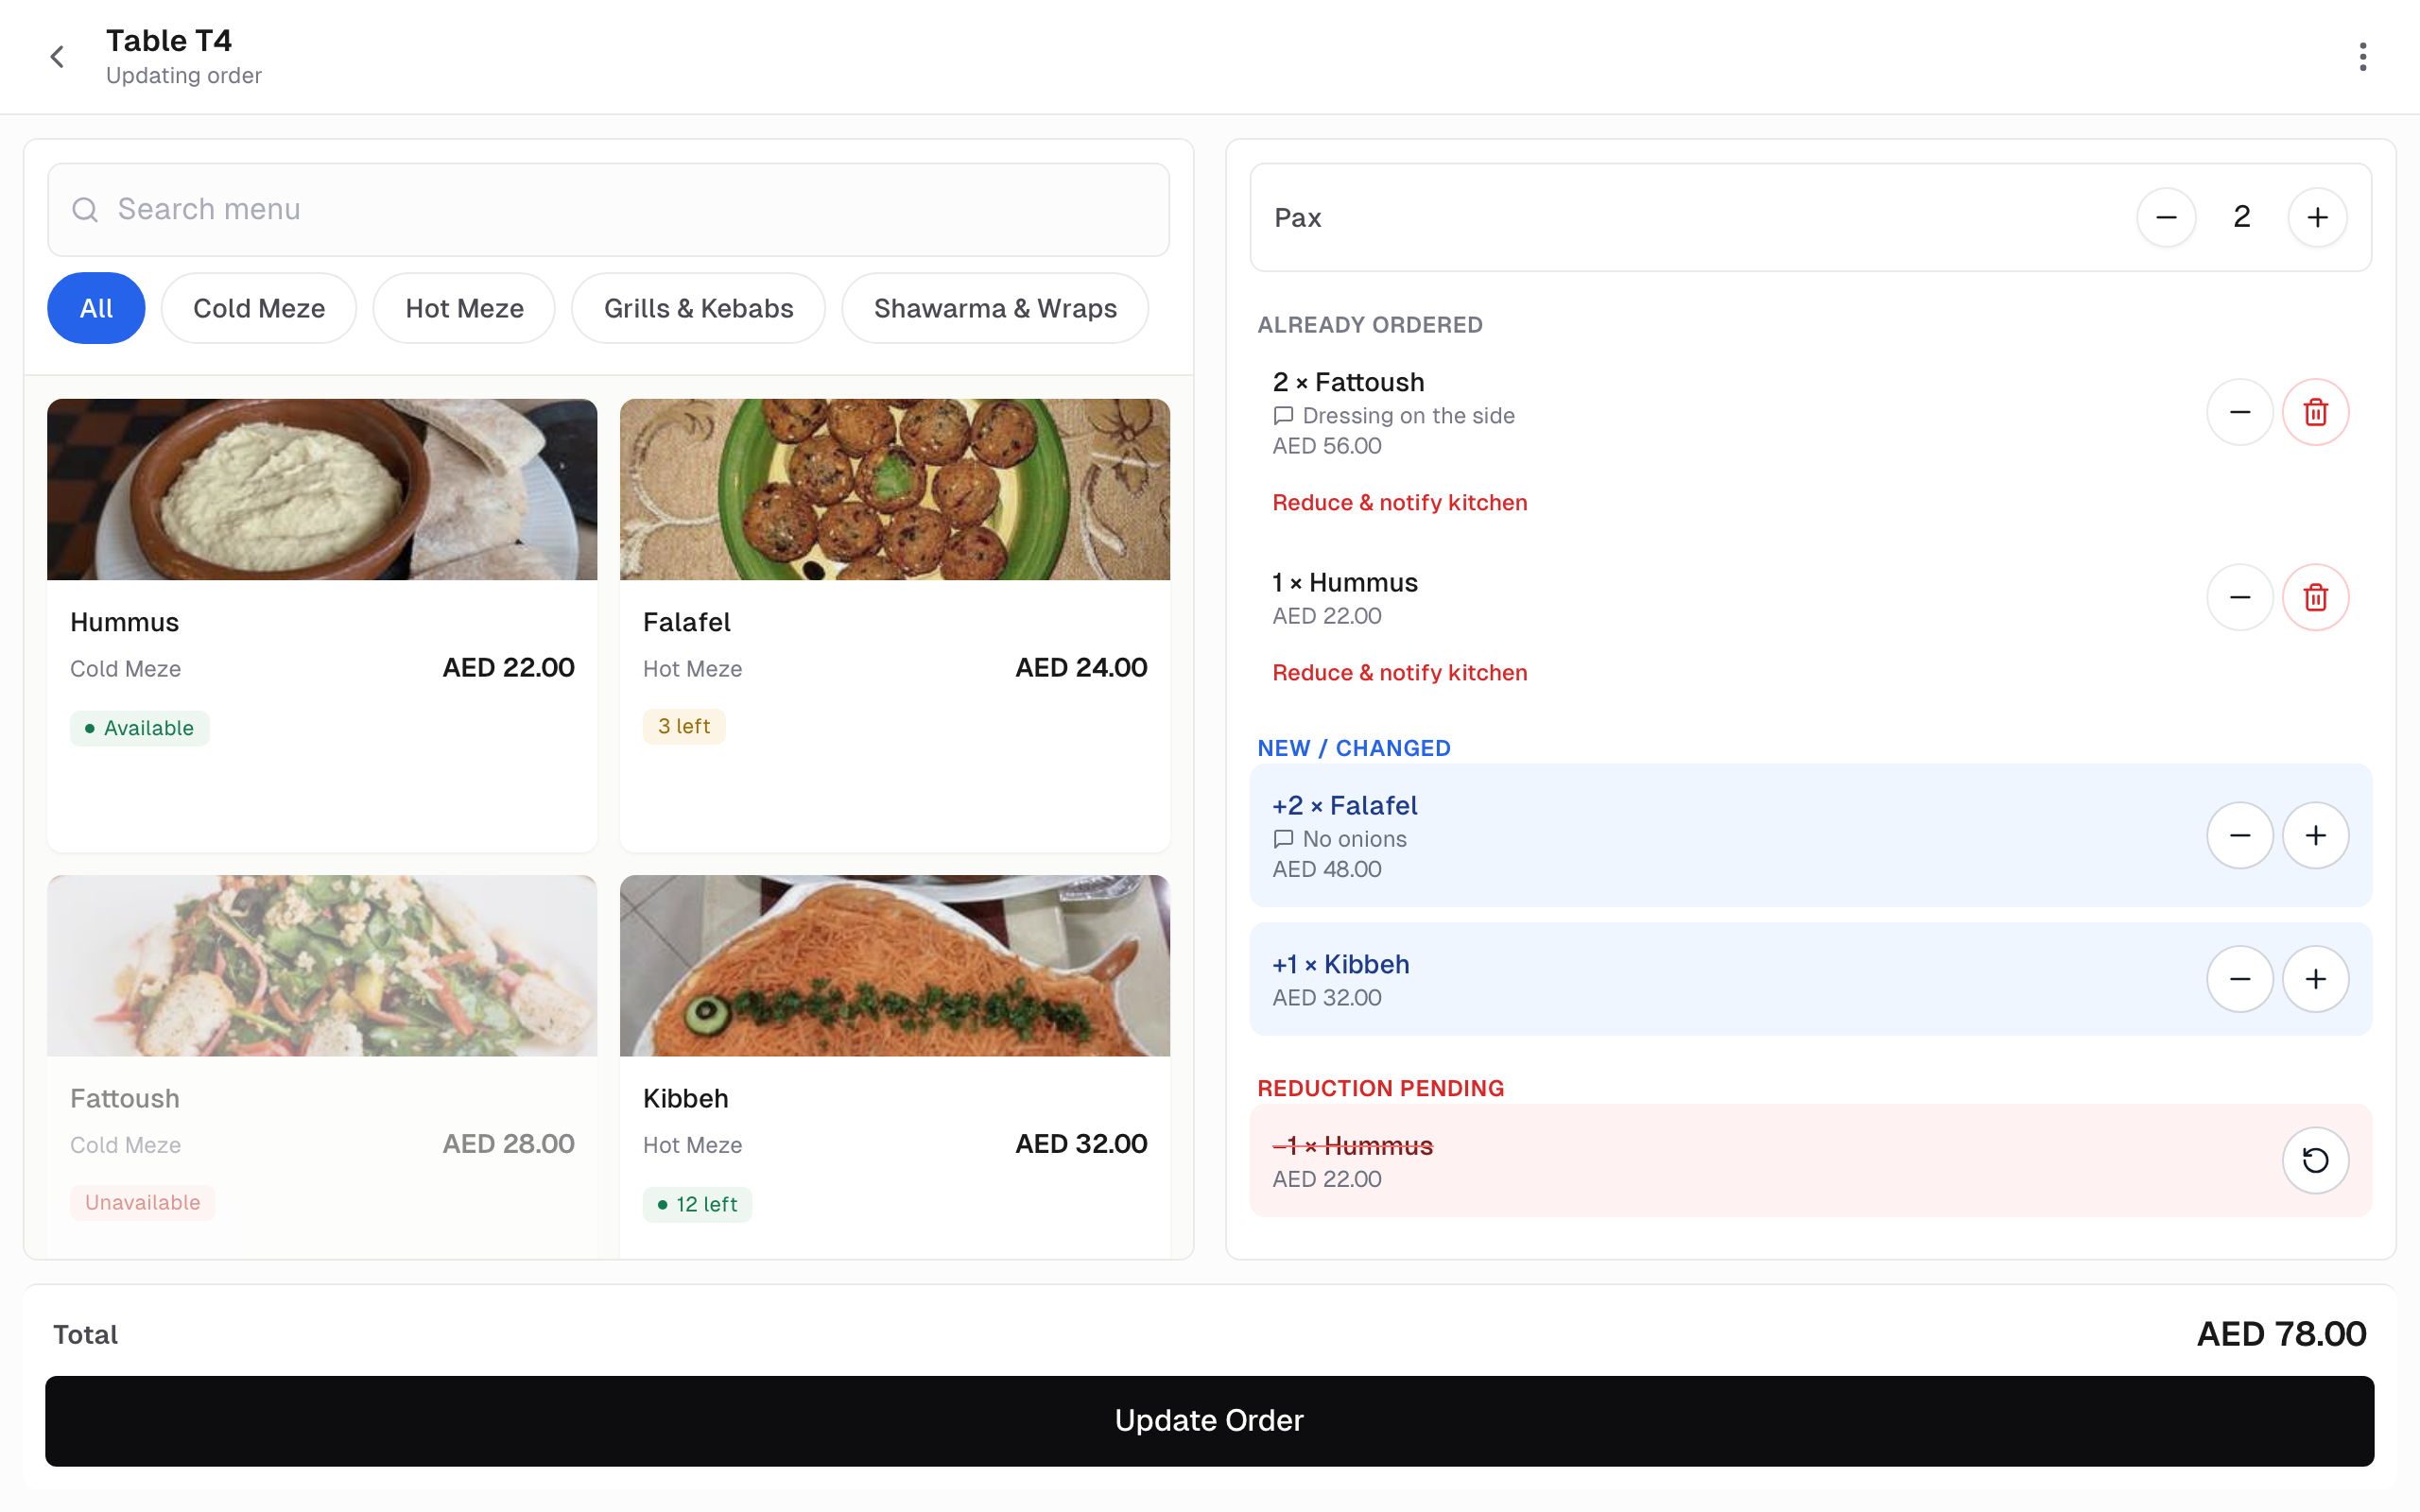 Table T4
Updating order
Search menu
All
Cold Meze
Hot Meze
Grills & Kebabs
Shawarma & Wraps
Hummus
Cold Meze
AED 22.00
Available
Falafel
Hot Meze
AED 24.00
3 left
Fattoush
Cold Meze
AED 28.00
Unavailable
Kibbeh
Hot Meze
AED 32.00
12 left
Pax
2
ALREADY ORDERED
2 × Fattoush
Dressing on the side
AED 56.00
Reduce & notify kitchen
1 × Hummus
AED 22.00
Reduce & notify kitchen
NEW / CHANGED
+2 × Falafel
No onions
AED 48.00
+1 × Kibbeh
AED 32.00
REDUCTION PENDING
−1 × Hummus
AED 22.00
Total
AED 78.00
Update Order